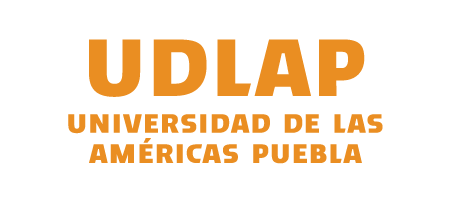 UDLAP
UNIVERSIDAD DE LAS
AMÉRICAS PUEBLA